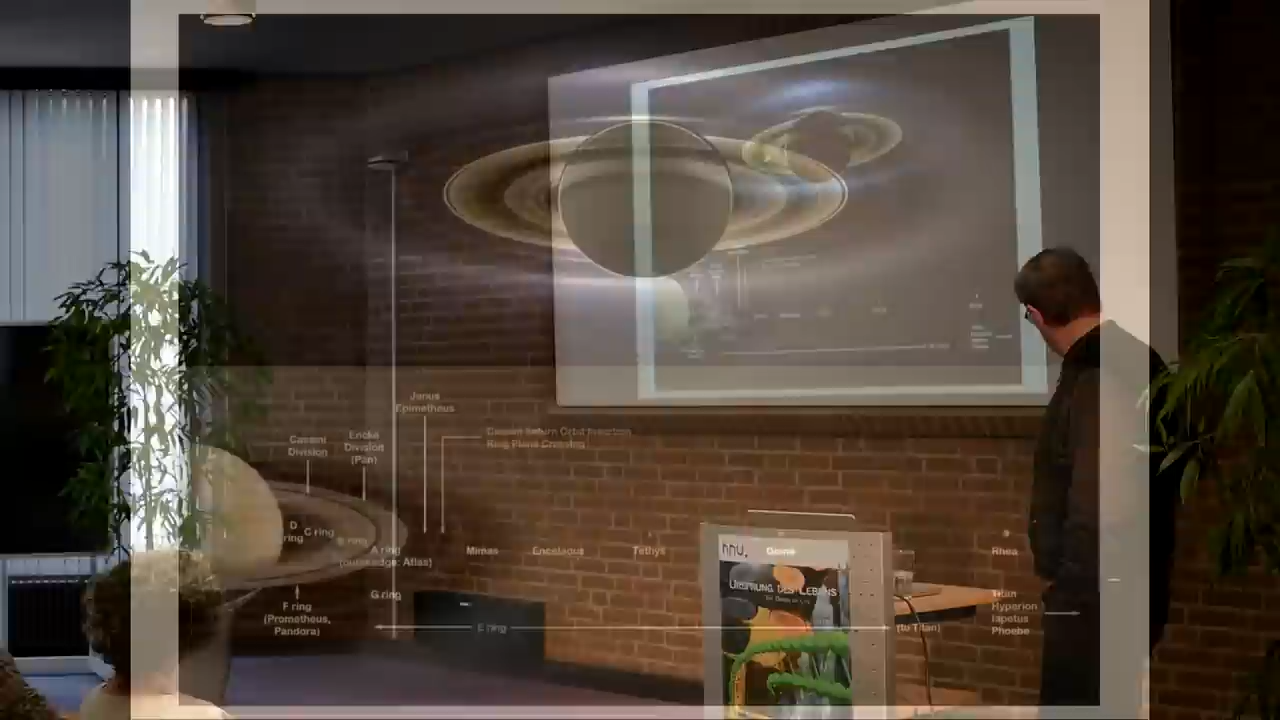 Janus
Epimetheus
Cassini Saturn Orbit Insertion
Ring Plane Crossing
Encke
Division
(Pan)
Cassini
Division
D
ring
C ring
B ring
A ring
(outer edge: Atlas)
Mimas
Enceladus
Tethys
Dione
Rhea
G ring
F ring
(Prometheus,
Pandora)
E ring
(to Titan)
Titan
Hyperion
Iapetus
Phoebe
nnv.
URSPRUNG DES LEBENS